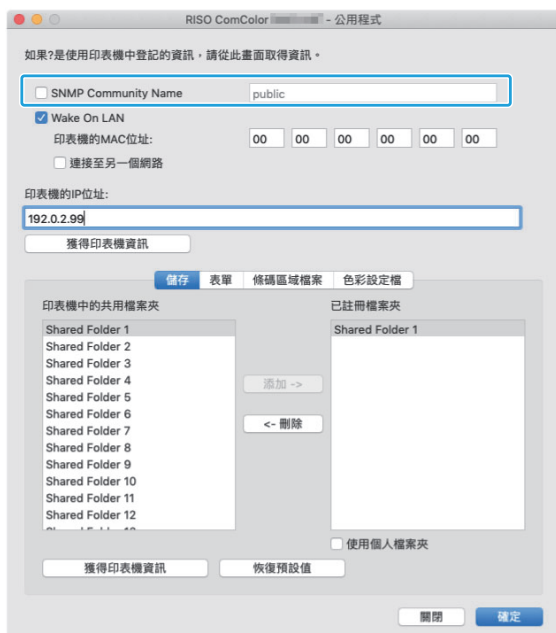 RISO ComColor - 公用程式
如果?是使用印表機中登記的資訊，請從此畫面取得資訊。
SNMP Community Name public
Wake On LAN
印表機的MAC位址: 00 00 00 00 00 00
連接至另一個網路
印表機的IP位址:
192.0.2.99
獲得印表機資訊
儲存 表單 條碼區域檔案 色彩設定檔
印表機中的共用檔案夾 已註冊檔案夾
Shared Folder 1 Shared Folder 1
Shared Folder 2
Shared Folder 3
Shared Folder 4
Shared Folder 5
Shared Folder 6
Shared Folder 7
Shared Folder 8
Shared Folder 9
Shared Folder 10
Shared Folder 11
Shared Folder 12
添加 ->
<- 刪除
使用個人檔案夾
獲得印表機資訊 恢復預設值
關閉 確定